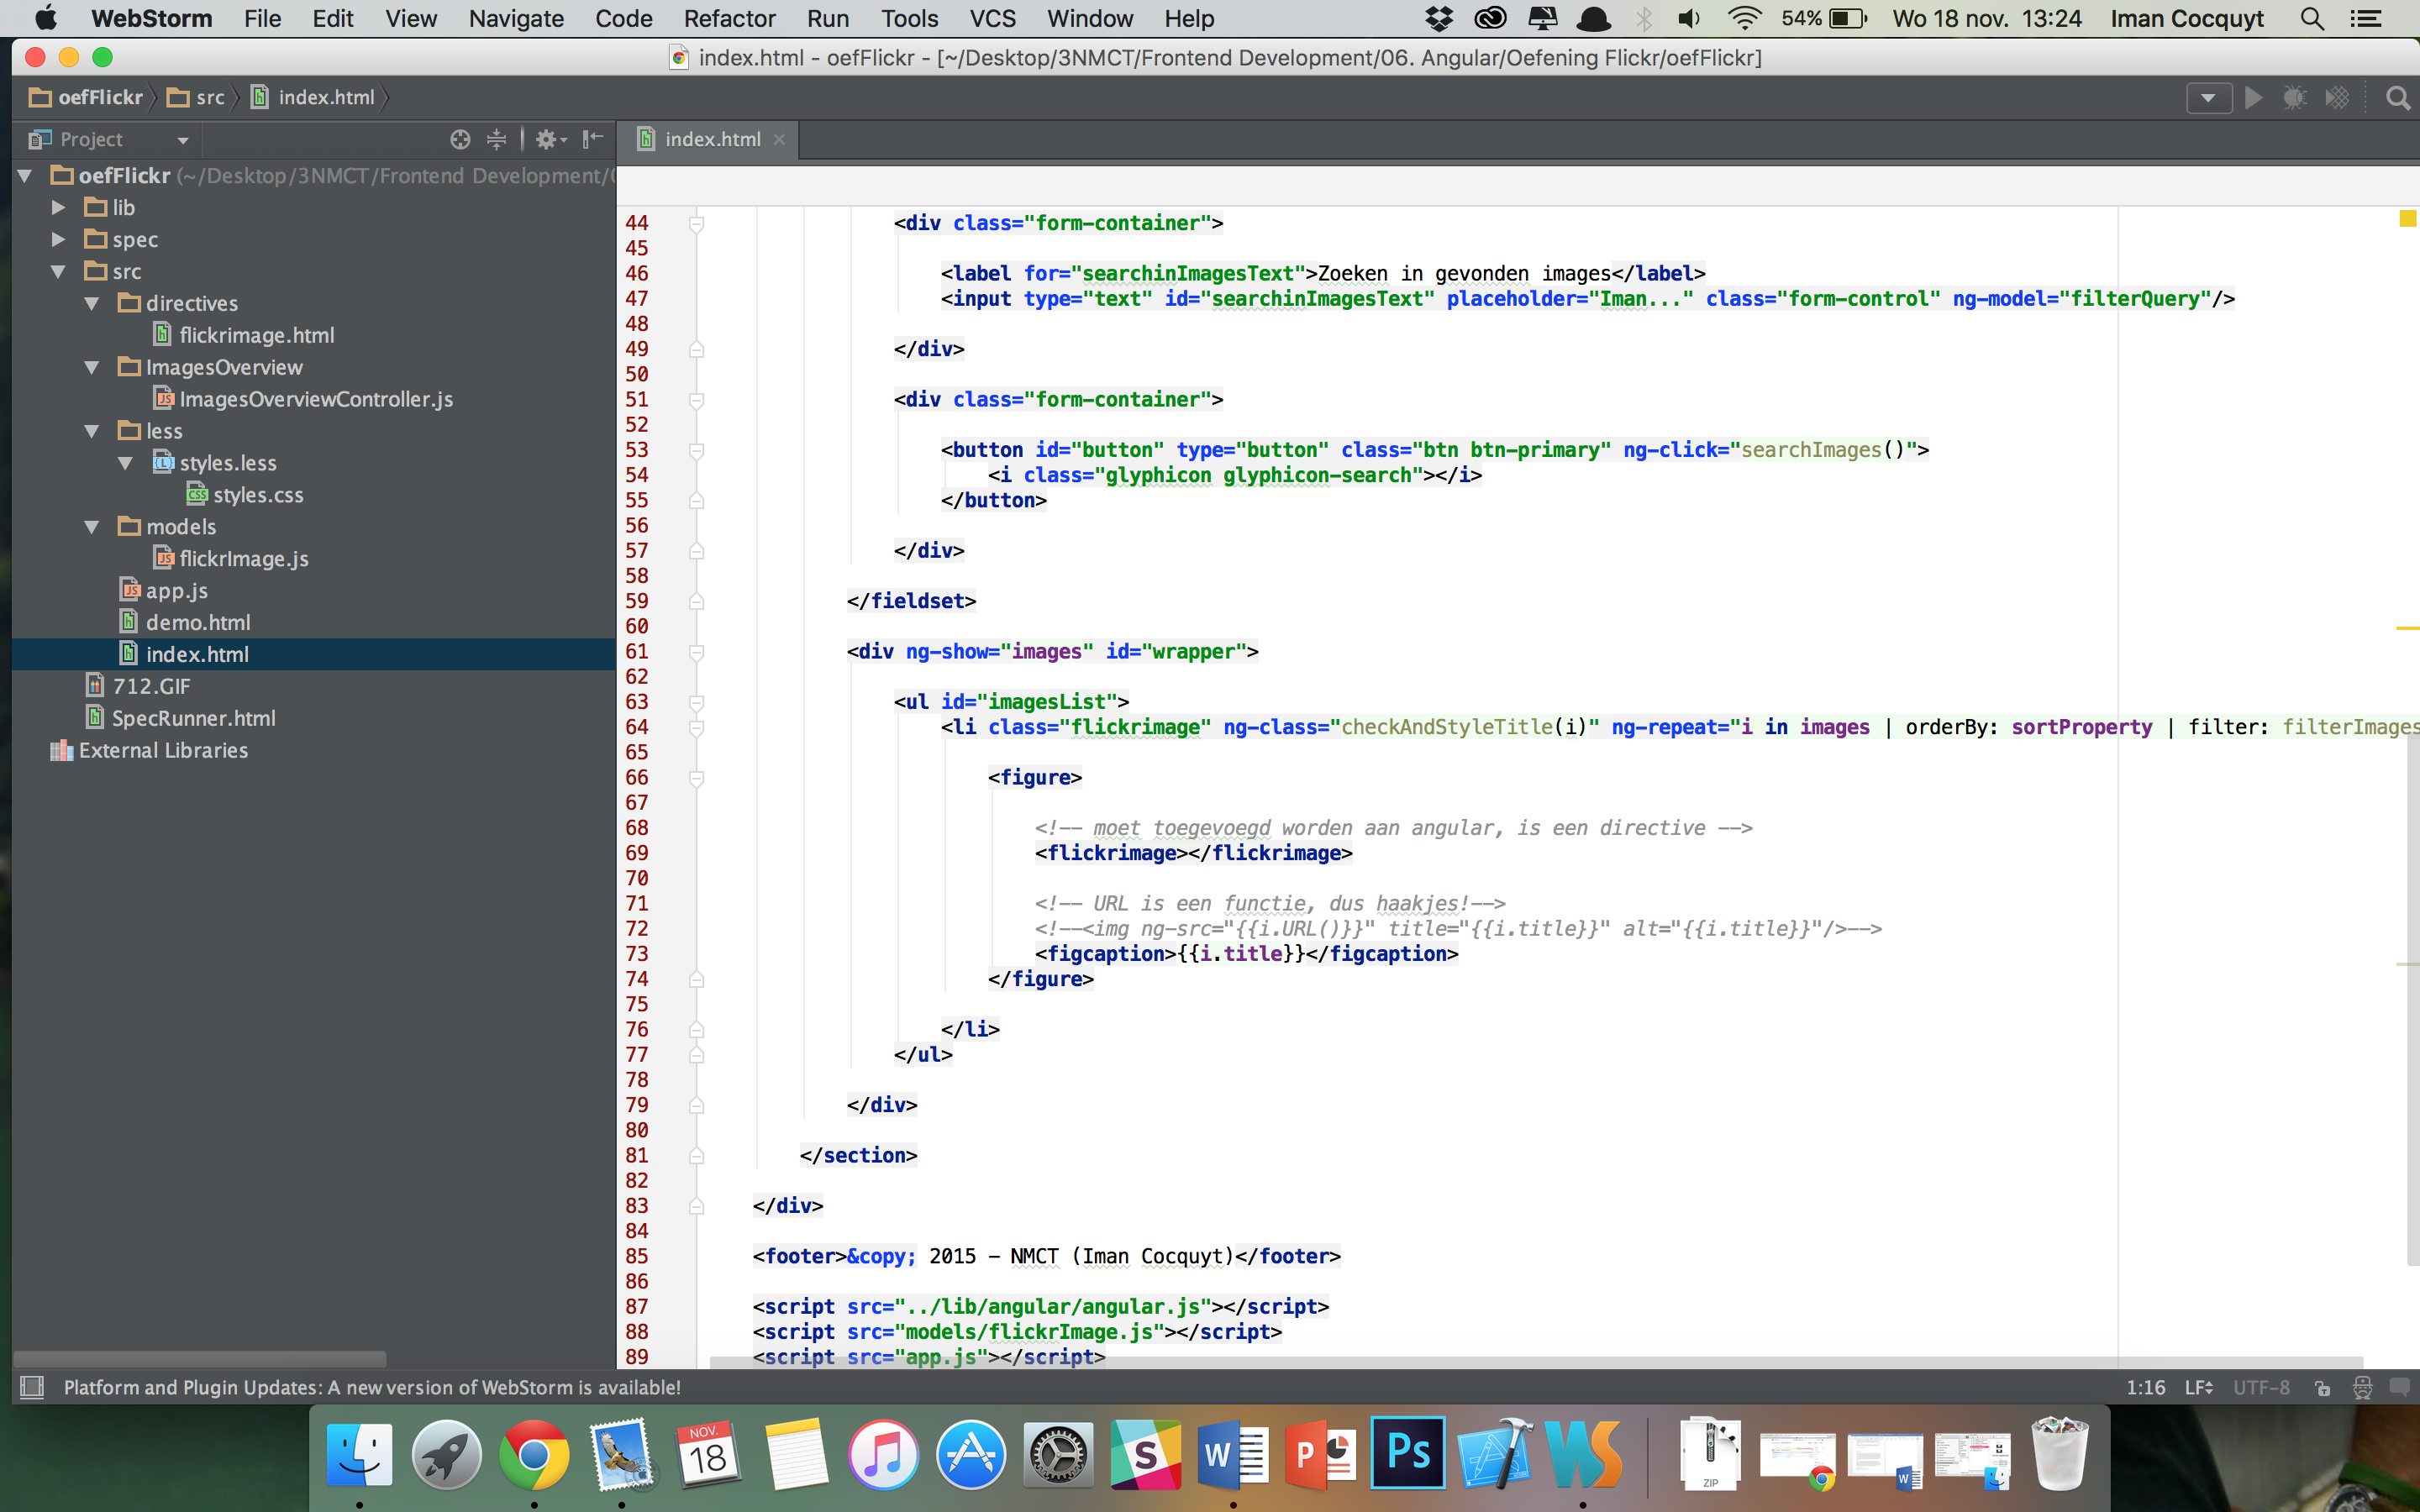 WebStorm File Edit View Navigate Code Refactor Run Tools VCS Window Help 54% Wo 18 nov. 13:24 Iman Cocquyt
index.html - oefFlickr - [~/Desktop/3NMCT/Frontend Development/06. Angular/Oefening Flickr/oefFlickr]
oefFlickr src index.html
Project
index.html
oefFlickr (~/Desktop/3NMCT/Frontend Development/
lib
spec
src
directives
flickrimage.html
ImagesOverview
ImagesOverviewController.js
less
styles.less
styles.css
models
flickrImage.js
app.js
demo.html
index.html
712.GIF
SpecRunner.html
External Libraries
44 <div class="form-container">
45
46 <label for="searchinImagesText">Zoeken in gevonden images</label>
47 <input type="text" id="searchinImagesText" placeholder="Iman..." class="form-control" ng-model="filterQuery"/>
48
49 </div>
50
51 <div class="form-container">
52
53 <button id="button" type="button" class="btn btn-primary" ng-click="searchImages()">
54 <i class="glyphicon glyphicon-search"></i>
55 </button>
56
57 </div>
58
59 </fieldset>
60
61 <div ng-show="images" id="wrapper">
62
63 <ul id="imagesList">
64 <li class="flickrimage" ng-class="checkAndStyleTitle(i)" ng-repeat="i in images | orderBy: sortProperty | filter: filterImages
65
66 <figure>
67
68 <!-- moet toegevoegd worden aan angular, is een directive -->
69 <flickrimage></flickrimage>
70
71 <!-- URL is een functie, dus haakjes!-->
72 <!--<img ng-src="{{i.URL()}}" title="{{i.title}}" alt="{{i.title}}"/>-->
73 <figcaption>{{i.title}}</figcaption>
74 </figure>
75
76 </li>
77 </ul>
78
79 </div>
80
81 </section>
82
83 </div>
84
85 <footer>&copy; 2015 - NMCT (Iman Cocquyt)</footer>
86
87 <script src="../lib/angular/angular.js"></script>
88 <script src="models/flickrImage.js"></script>
89 <script src="app.js"></script>
Platform and Plugin Updates: A new version of WebStorm is available! 1:16 LF UTF-8
NOV.
18
S
W
P
Ps
WS
ZIP
W